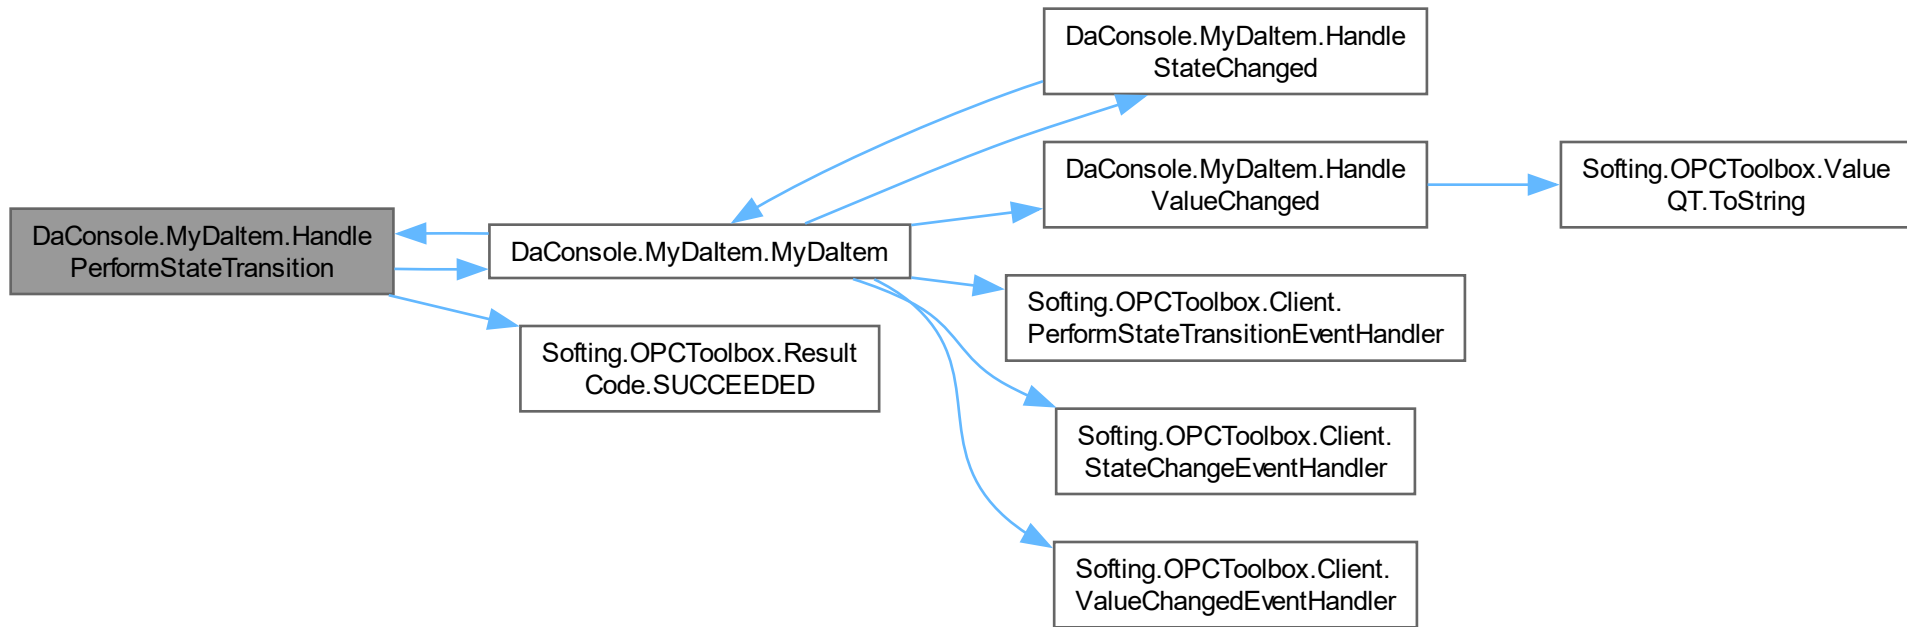 DaConsole.MyDaItem.Handle
PerformStateTransition
DaConsole.MyDaItem.MyDaItem
Softing.OPCToolbox.Result
Code.SUCCEEDED
DaConsole.MyDaItem.Handle
StateChanged
DaConsole.MyDaItem.Handle
ValueChanged
Softing.OPCToolbox.Value
QT.ToString
Softing.OPCToolbox.Client.
PerformStateTransitionEventHandler
Softing.OPCToolbox.Client.
StateChangeEventHandler
Softing.OPCToolbox.Client.
ValueChangedEventHandler